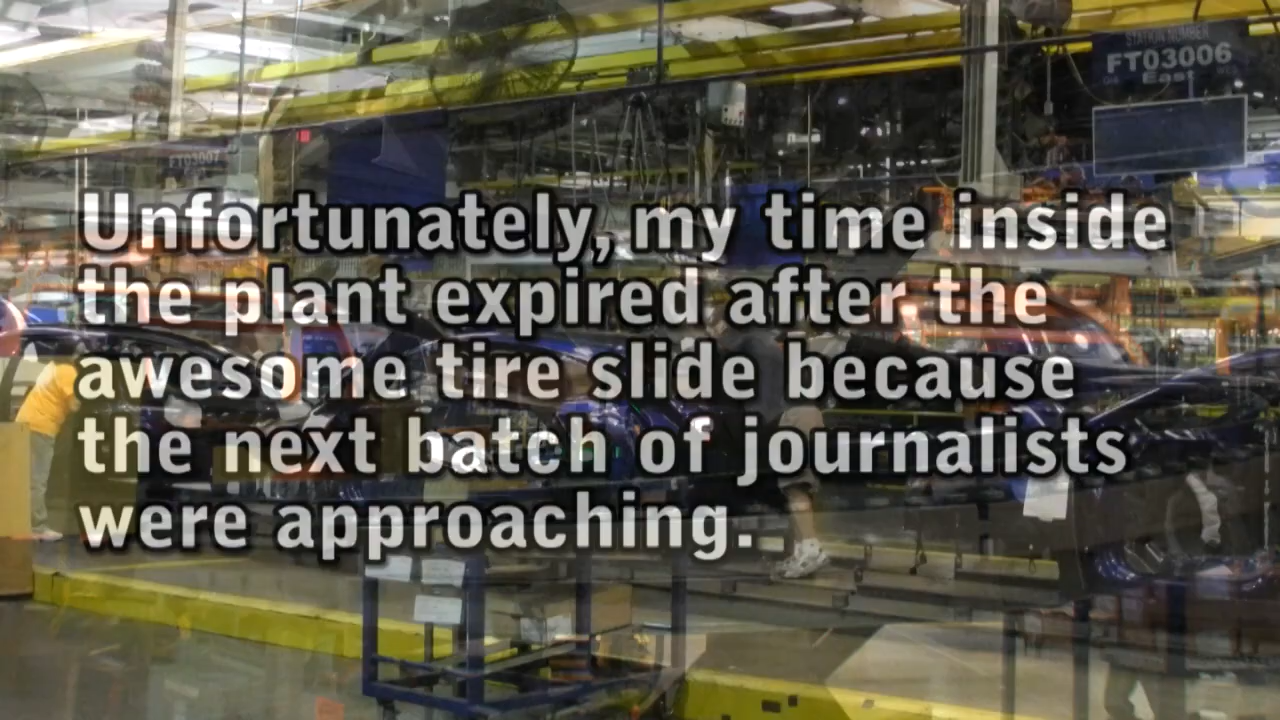 STATION NUMBER
FT03006
East
FT03007
Unfortunately, my time inside
the plant expired after the
awesome tire slide because
the next batch of journalists
were approaching.